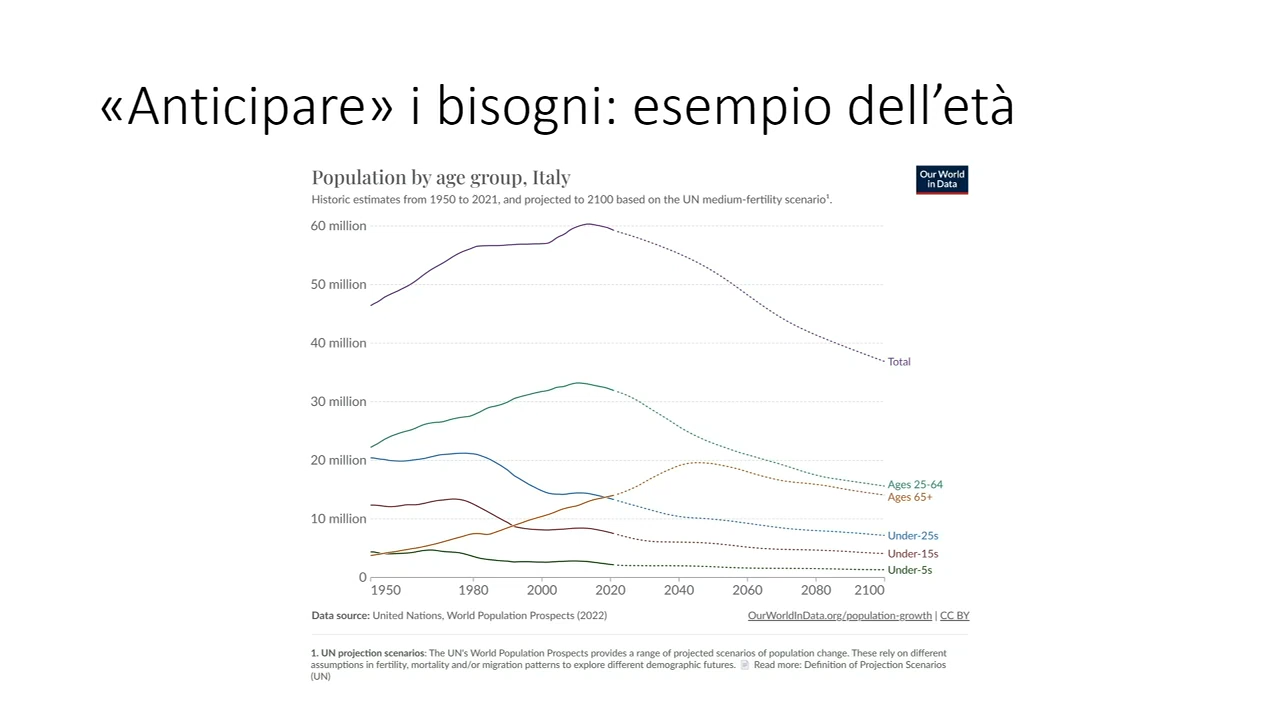 «Anticipare» i bisogni: esempio dell’età
Population by age group, Italy
Our World
in Data
Historic estimates from 1950 to 2021, and projected to 2100 based on the UN medium-fertility scenario¹.
60 million
50 million
40 million
Total
30 million
20 million
Ages 25-64
Ages 65+
10 million
Under-25s
Under-15s
Under-5s
0
1950 1980 2000 2020 2040 2060 2080 2100
Data source: United Nations, World Population Prospects (2022)
OurWorldInData.org/population-growth | CC BY
1. UN projection scenarios: The UN's World Population Prospects provides a range of projected scenarios of population change. These rely on different
assumptions in fertility, mortality and/or migration patterns to explore different demographic futures. Read more: Definition of Projection Scenarios
(UN)